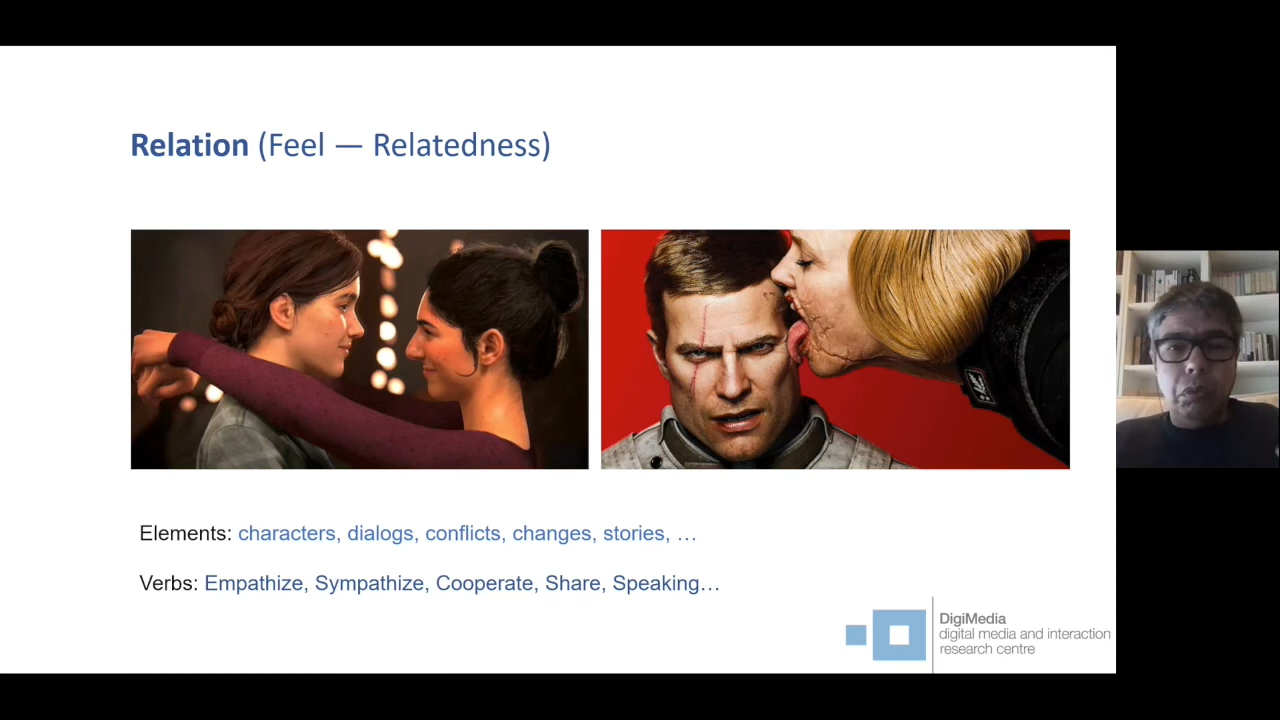 Relation (Feel — Relatedness)
Elements: characters, dialogs, conflicts, changes, stories, …
Verbs: Empathize, Sympathize, Cooperate, Share, Speaking…
DigiMedia
digital media and interaction
research centre